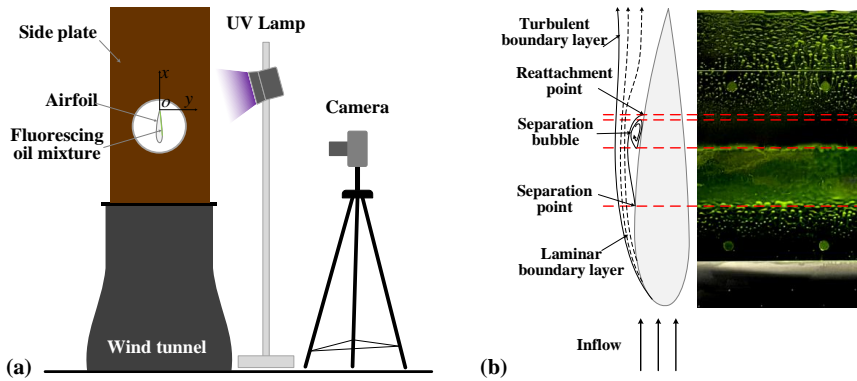 Side plate
UV Lamp
x
o
y
Airfoil
Fluorescing
oil mixture
Camera
Wind tunnel
(a)
Turbulent
boundary layer
Reattachment
point
Separation
bubble
Separation
point
Laminar
boundary layer
Inflow
(b)